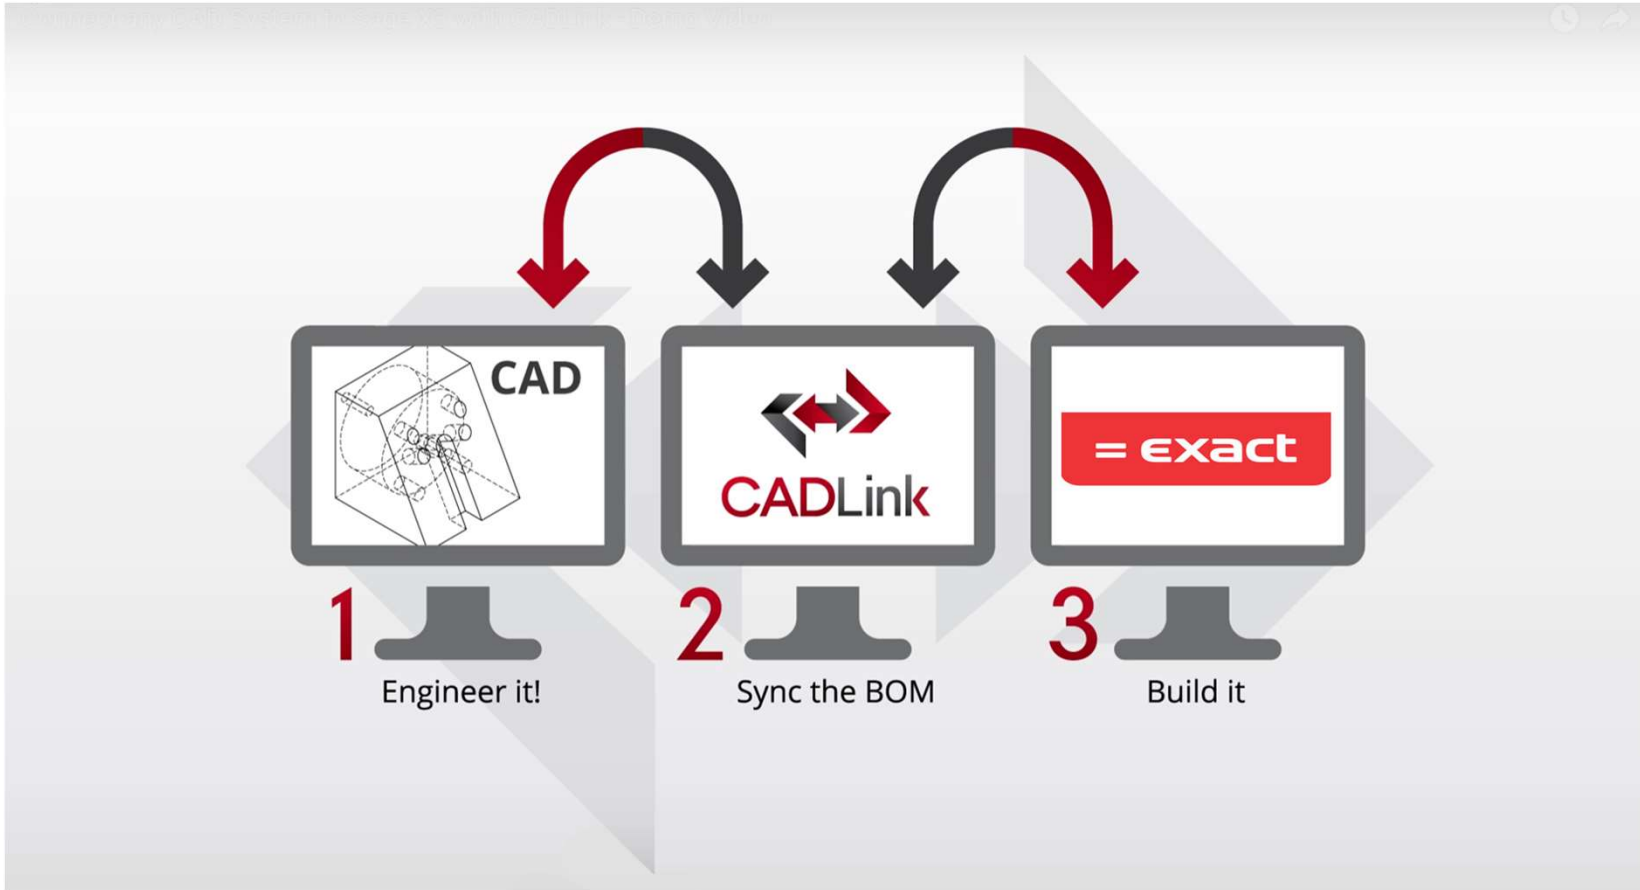 CAD
CADLink
= exact
1
2
3
Engineer it!
Sync the BOM
Build it